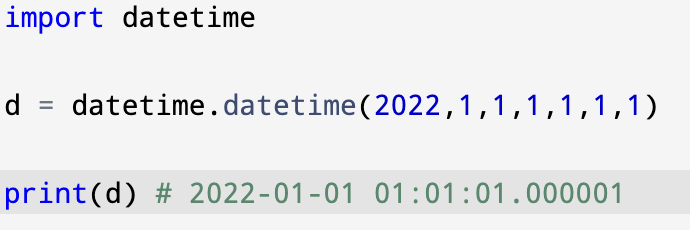 import datetime
d = datetime.datetime(2022,1,1,1,1,1,1)
print(d) # 2022-01-01 01:01:01.000001